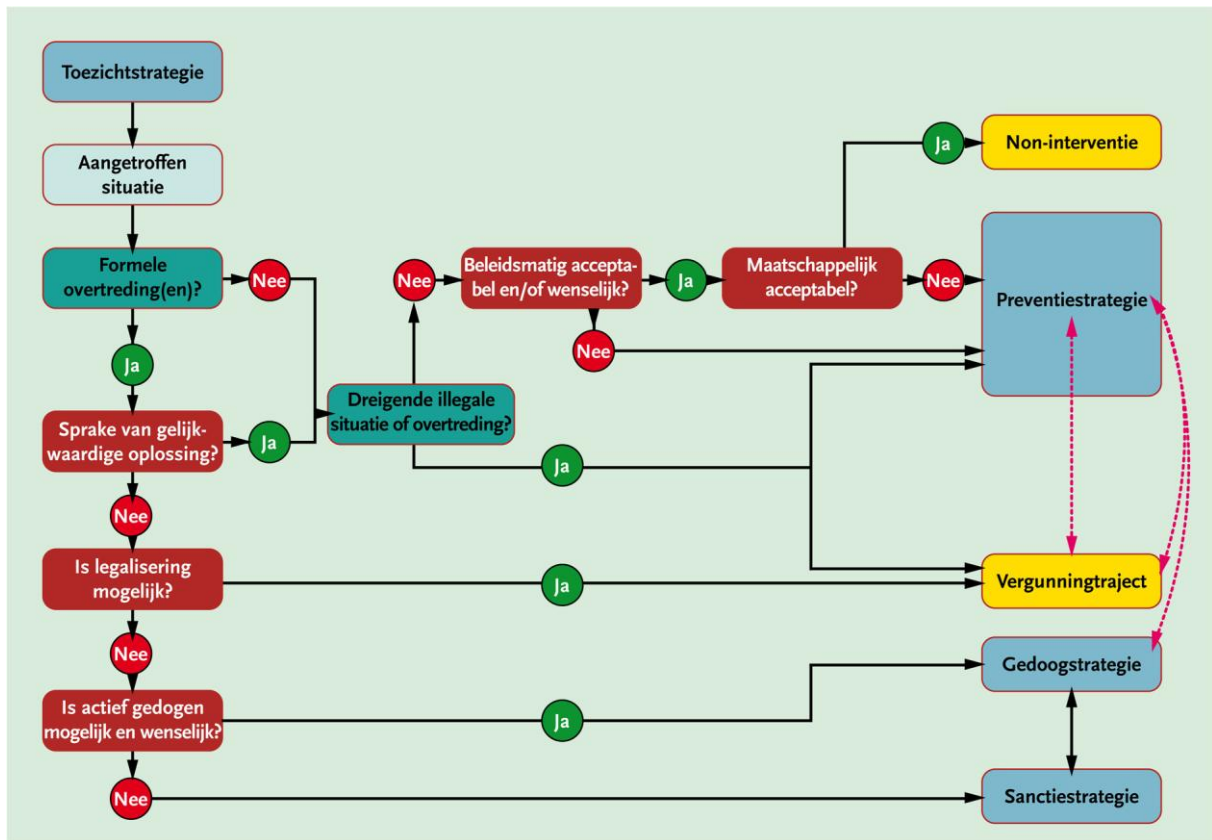 Toezichtstrategie
Aangetroffen
situatie
Formele
overtreding(en)?
Nee
Ja
Sprake van gelijk-
waardige oplossing?
Ja
Nee
Is legalisering
mogelijk?
Ja
Nee
Is actief gedogen
mogelijk en wenselijk?
Ja
Nee
Dreigende illegale
situatie of overtreding?
Nee
Ja
Beleidsmatig accepta-
bel en/of wenselijk?
Ja
Nee
Maatschappelijk
acceptabel?
Ja
Nee
Non-interventie
Preventiestrategie
Vergunningtraject
Gedoogstrategie
Sanctiestrategie